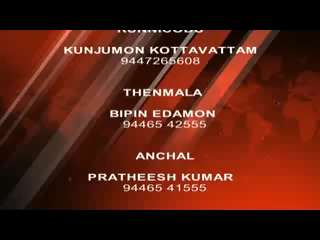 KUNJUMON KOTTAVATTAM
9447265608
THENMALA
BIPIN EDAMON
94465 42555
ANCHAL
PRATHEESH KUMAR
94465 41555